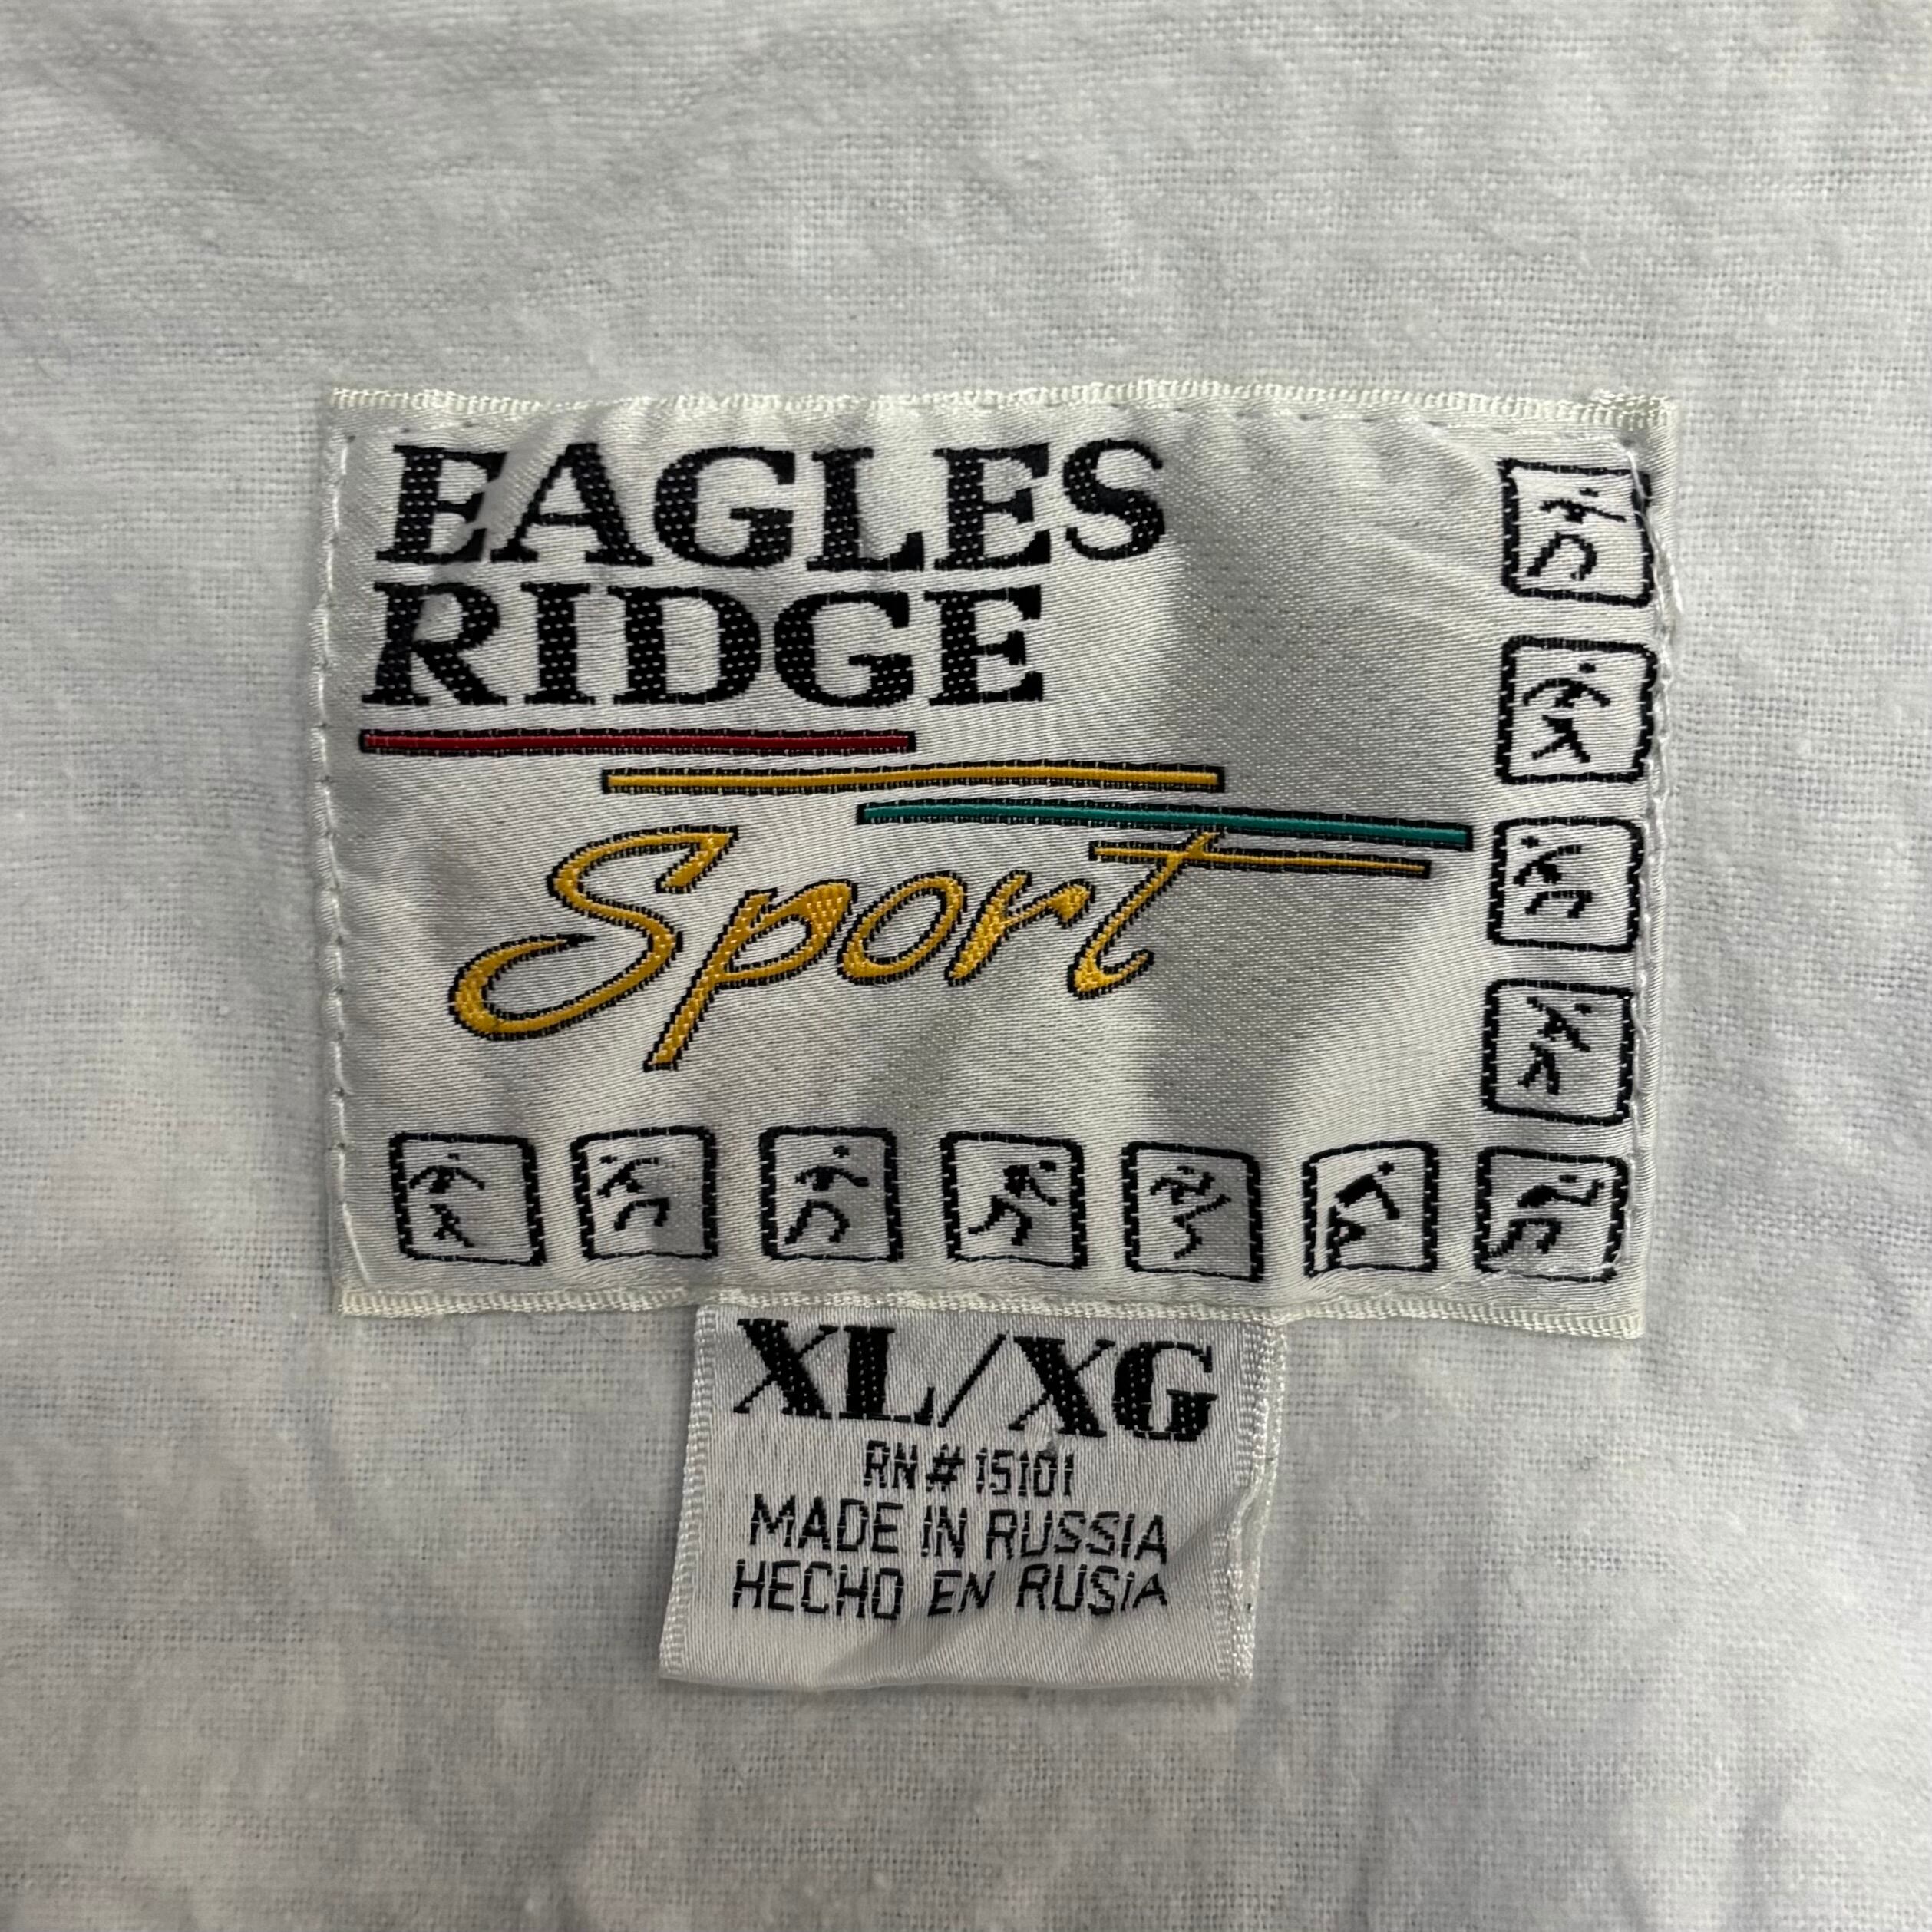 EAGLES
RIDGE
Sport
XL/XG
RN#15101
MADE IN RUSSIA
HECHO EN RUSIA